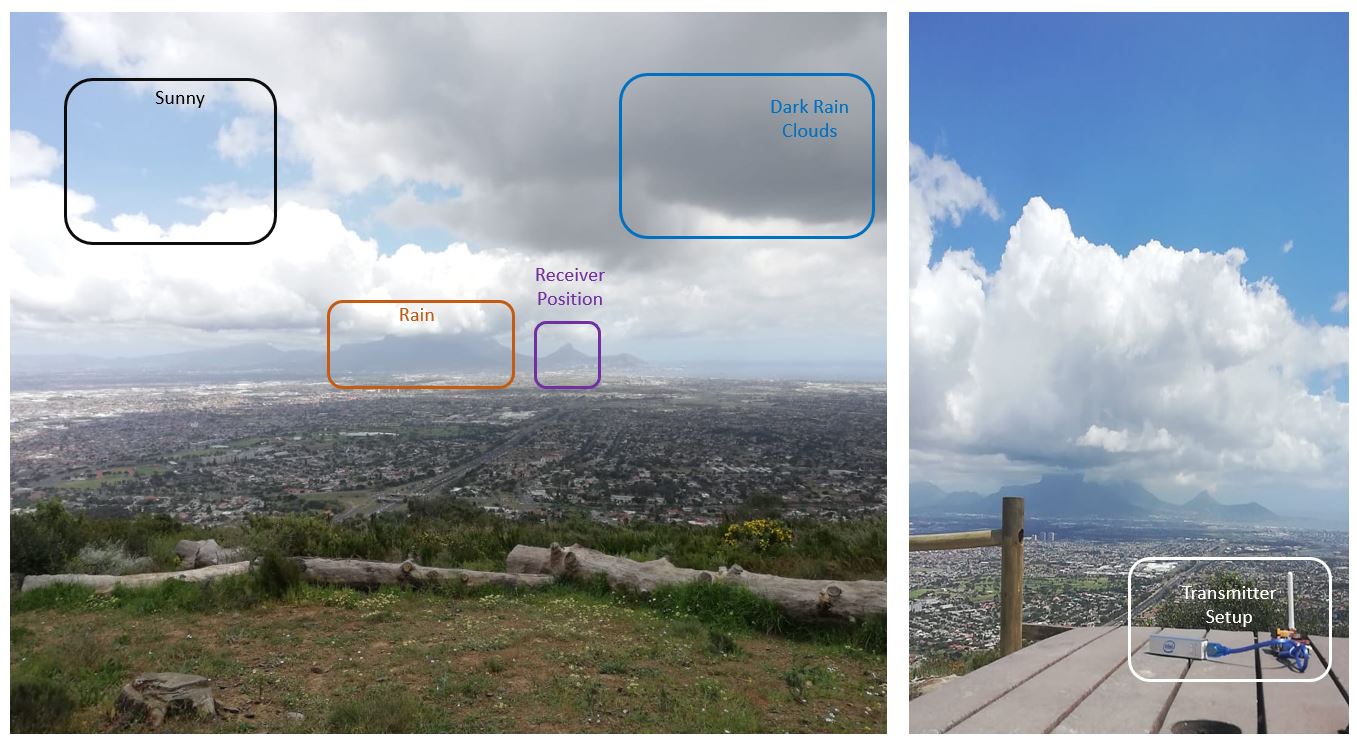 Sunny
Dark Rain
Clouds
Receiver
Position
Rain
Transmitter
Setup